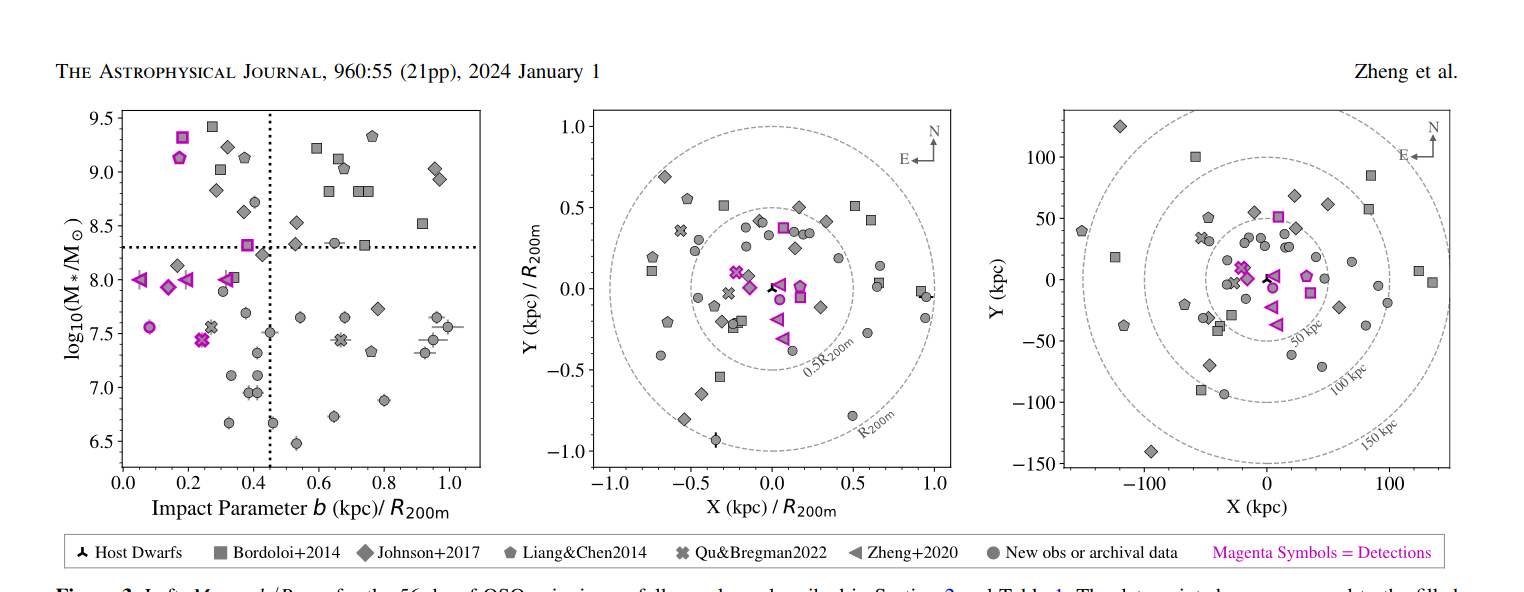 THE ASTROPHYSICAL JOURNAL, 960:55 (21pp), 2024 January 1
Zheng et al.
9.5
9.0
8.5
8.0
7.5
7.0
6.5
log10(M*/M⊙)
0.0 0.2 0.4 0.6 0.8 1.0
Impact Parameter b (kpc)/ R200m
1.0
0.5
0.0
−0.5
−1.0
Y (kpc) / R200m
N
E
0.5R200m
R200m
−1.0 −0.5 0.0 0.5 1.0
X (kpc) / R200m
100
50
0
−50
−100
−150
Y (kpc)
N
E
50 kpc
100 kpc
150 kpc
−100 0 100
X (kpc)
Host Dwarfs Bordoloi+2014 Johnson+2017 Liang&Chen2014 Qu&Bregman2022 Zheng+2020 New obs or archival data Magenta Symbols = Detections